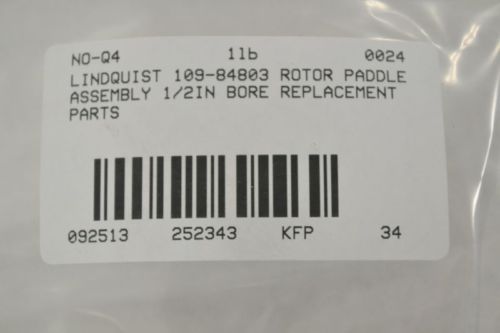 NO-Q4 1lb 0024
LINDQUIST 109-84803 ROTOR PADDLE
ASSEMBLY 1/2IN BORE REPLACEMENT
PARTS
092513 252343 KFP 34